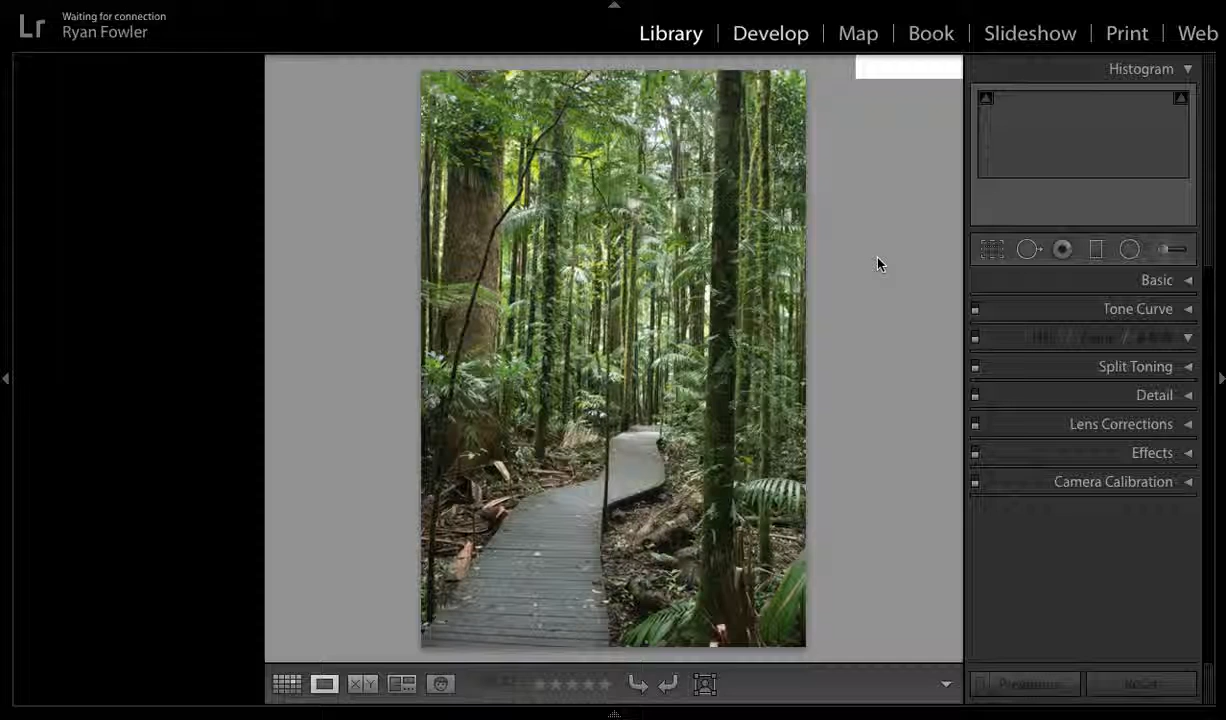 Lr
Waiting for connection
Ryan Fowler
Library | Develop | Map | Book | Slideshow | Print | Web
Histogram
Basic
Tone Curve
Split Toning
Detail
Lens Corrections
Effects
Camera Calibration
XY